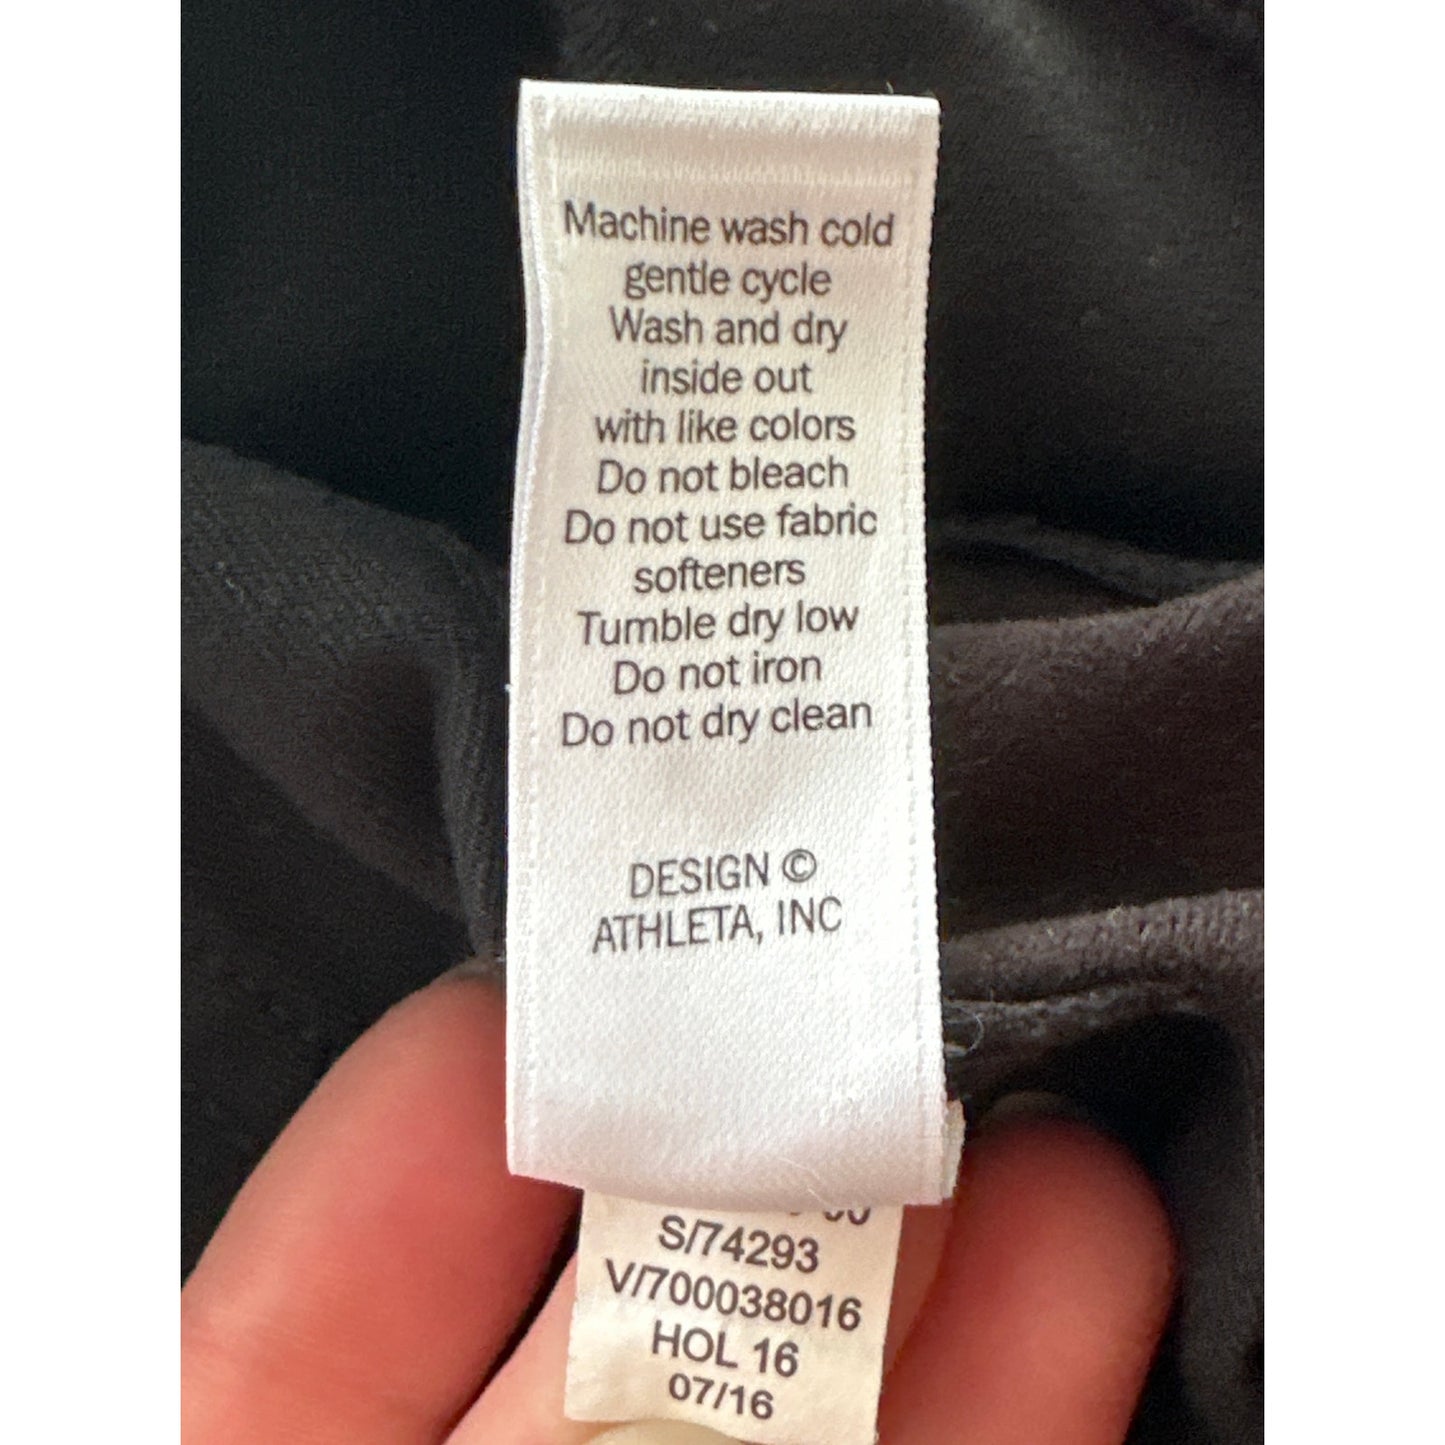 Machine wash cold
gentle cycle
Wash and dry
inside out
with like colors
Do not bleach
Do not use fabric
softeners
Tumble dry low
Do not iron
Do not dry clean
DESIGN ©
ATHLETA, INC
S/74293
V/700038016
HOL 16
07/16